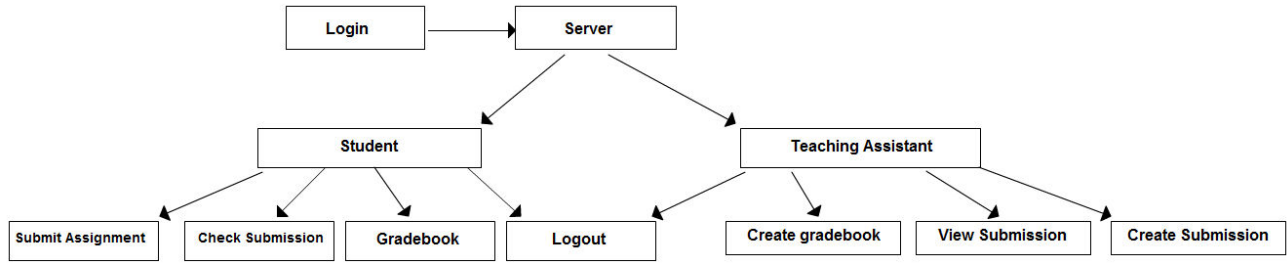 Login
Server
Student
Teaching Assistant
Submit Assignment
Check Submission
Gradebook
Logout
Create gradebook
View Submission
Create Submission